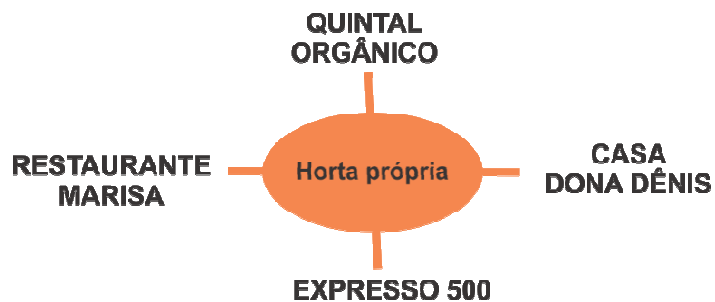 QUINTAL
ORGÂNICO
RESTAURANTE
MARISA
Horta própria
CASA
DONA DÊNIS
EXPRESSO 500